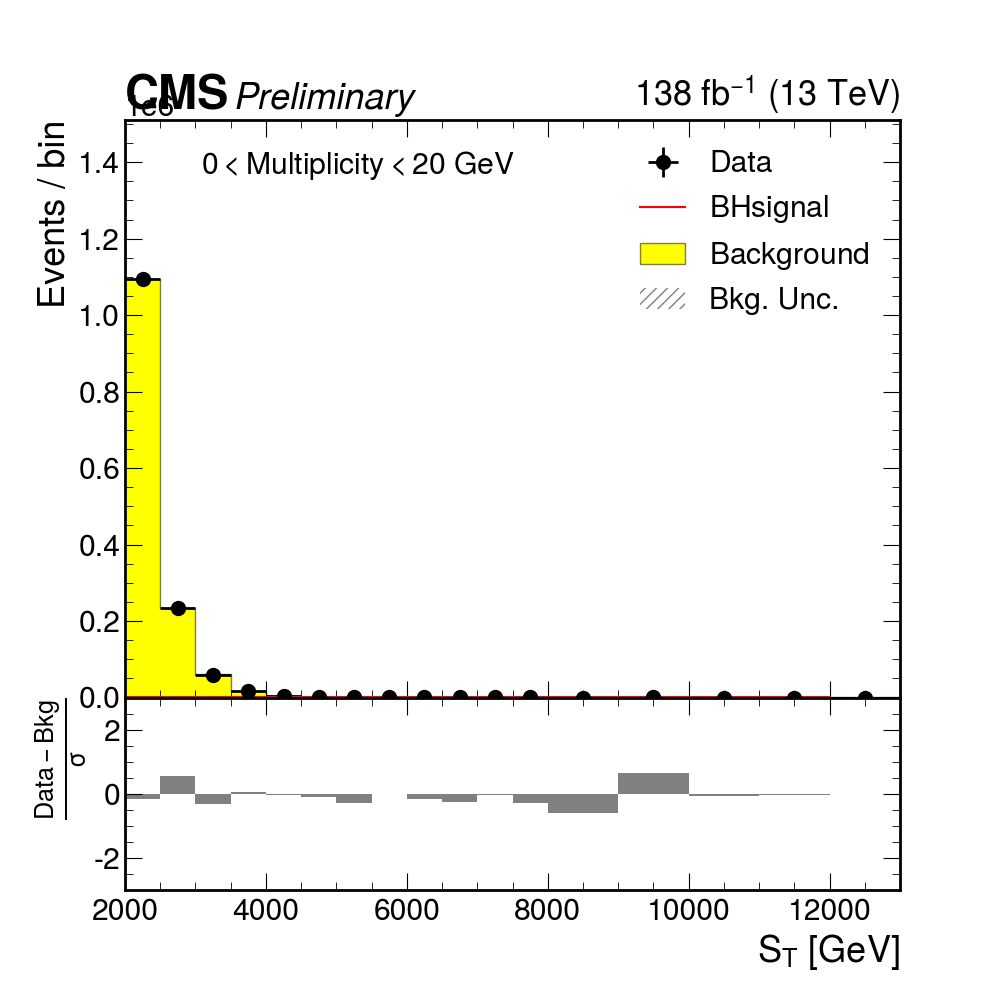 CMS Preliminary 138 fb⁻¹ (13 TeV)
1e6
Events / bin
0 < Multiplicity < 20 GeV
Data
BHsignal
Background
Bkg. Unc.
1.4
1.2
1.0
0.8
0.6
0.4
0.2
0.0
Data − Bkg
σ
2
0
-2
2000 4000 6000 8000 10000 12000
S_T [GeV]